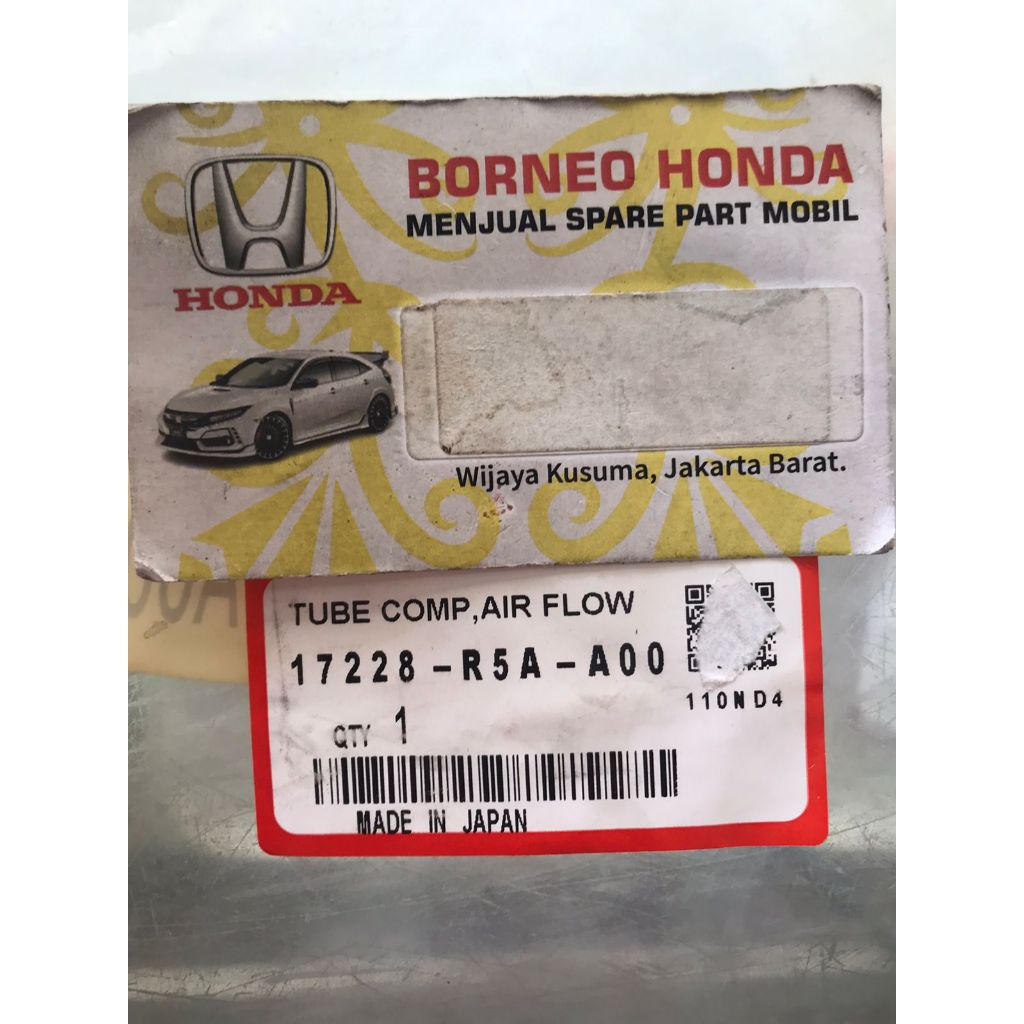 BORNEO HONDA
MENJUAL SPARE PART MOBIL
HONDA
Wijaya Kusuma, Jakarta Barat.
TUBE COMP,AIR FLOW
17228-R5A-A00
110ND4
QTY 1
MADE IN JAPAN